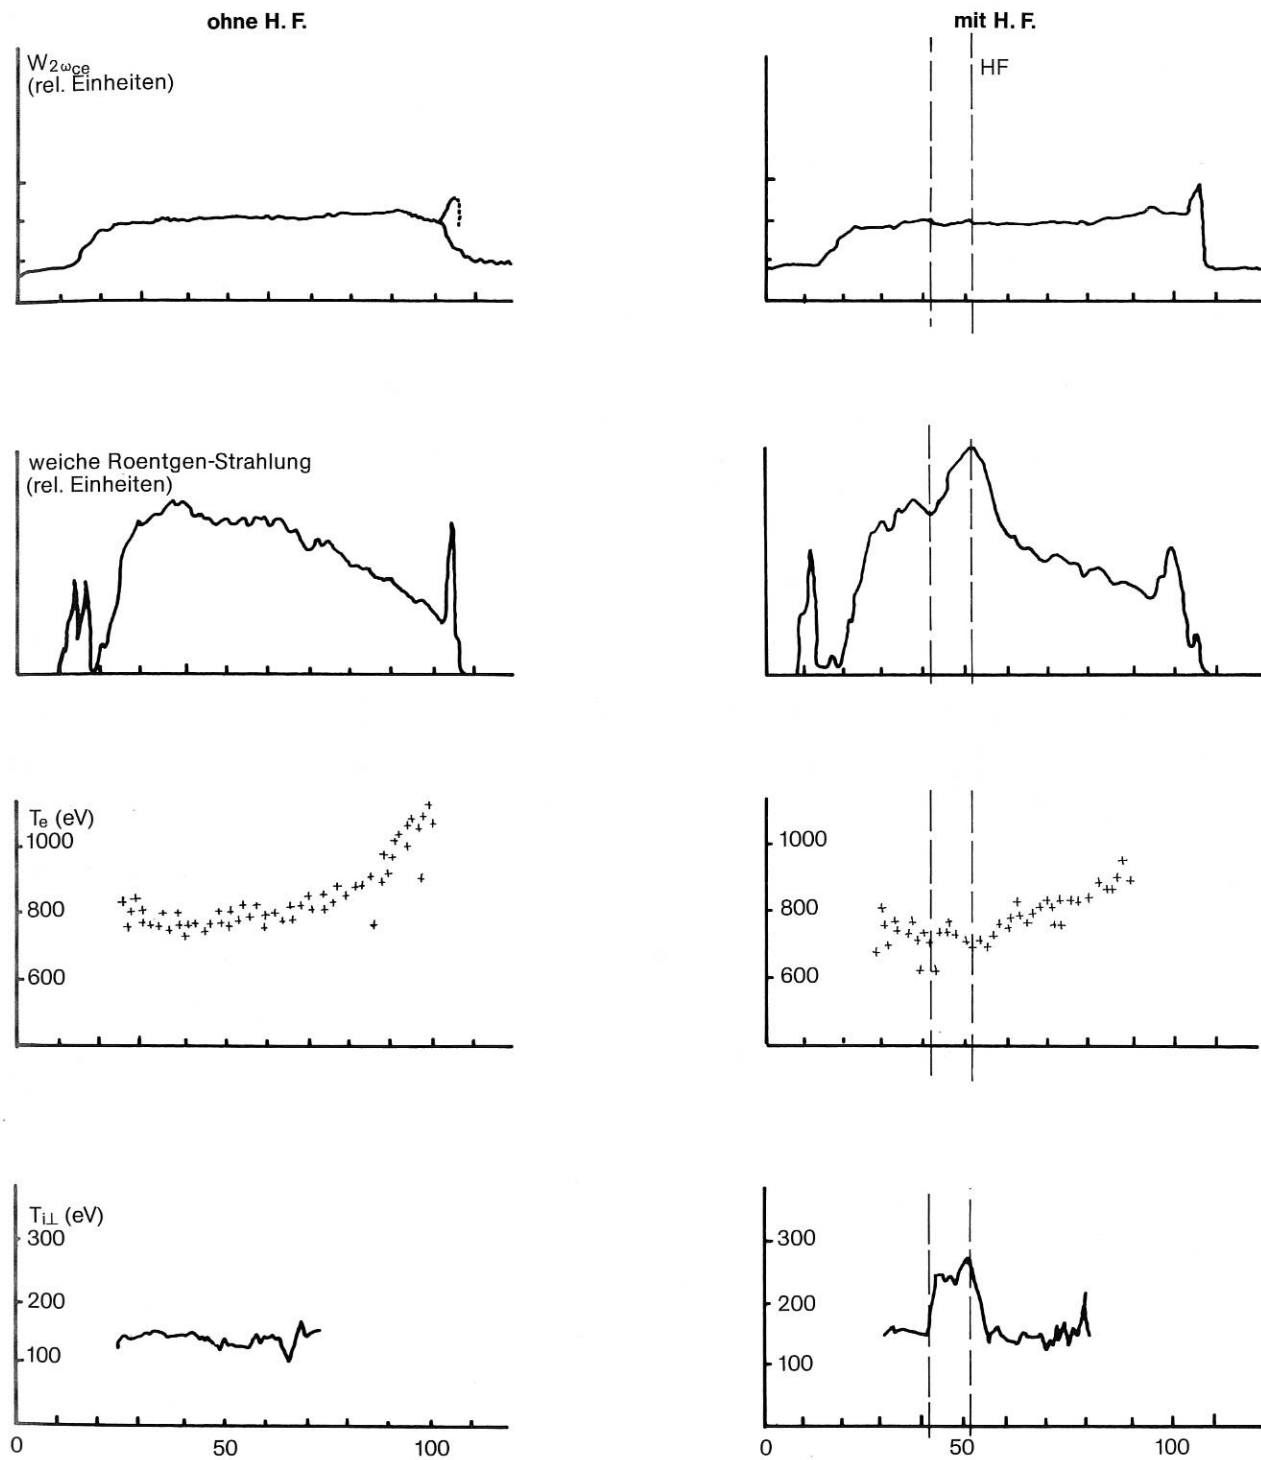 ohne H. F.
mit H. F.
W2ωce
(rel. Einheiten)
HF
weiche Roentgen-Strahlung
(rel. Einheiten)
Te (eV)
1000
800
600
1000
800
600
Ti⊥ (eV)
300
200
100
300
200
100
0 50 100
0 50 100